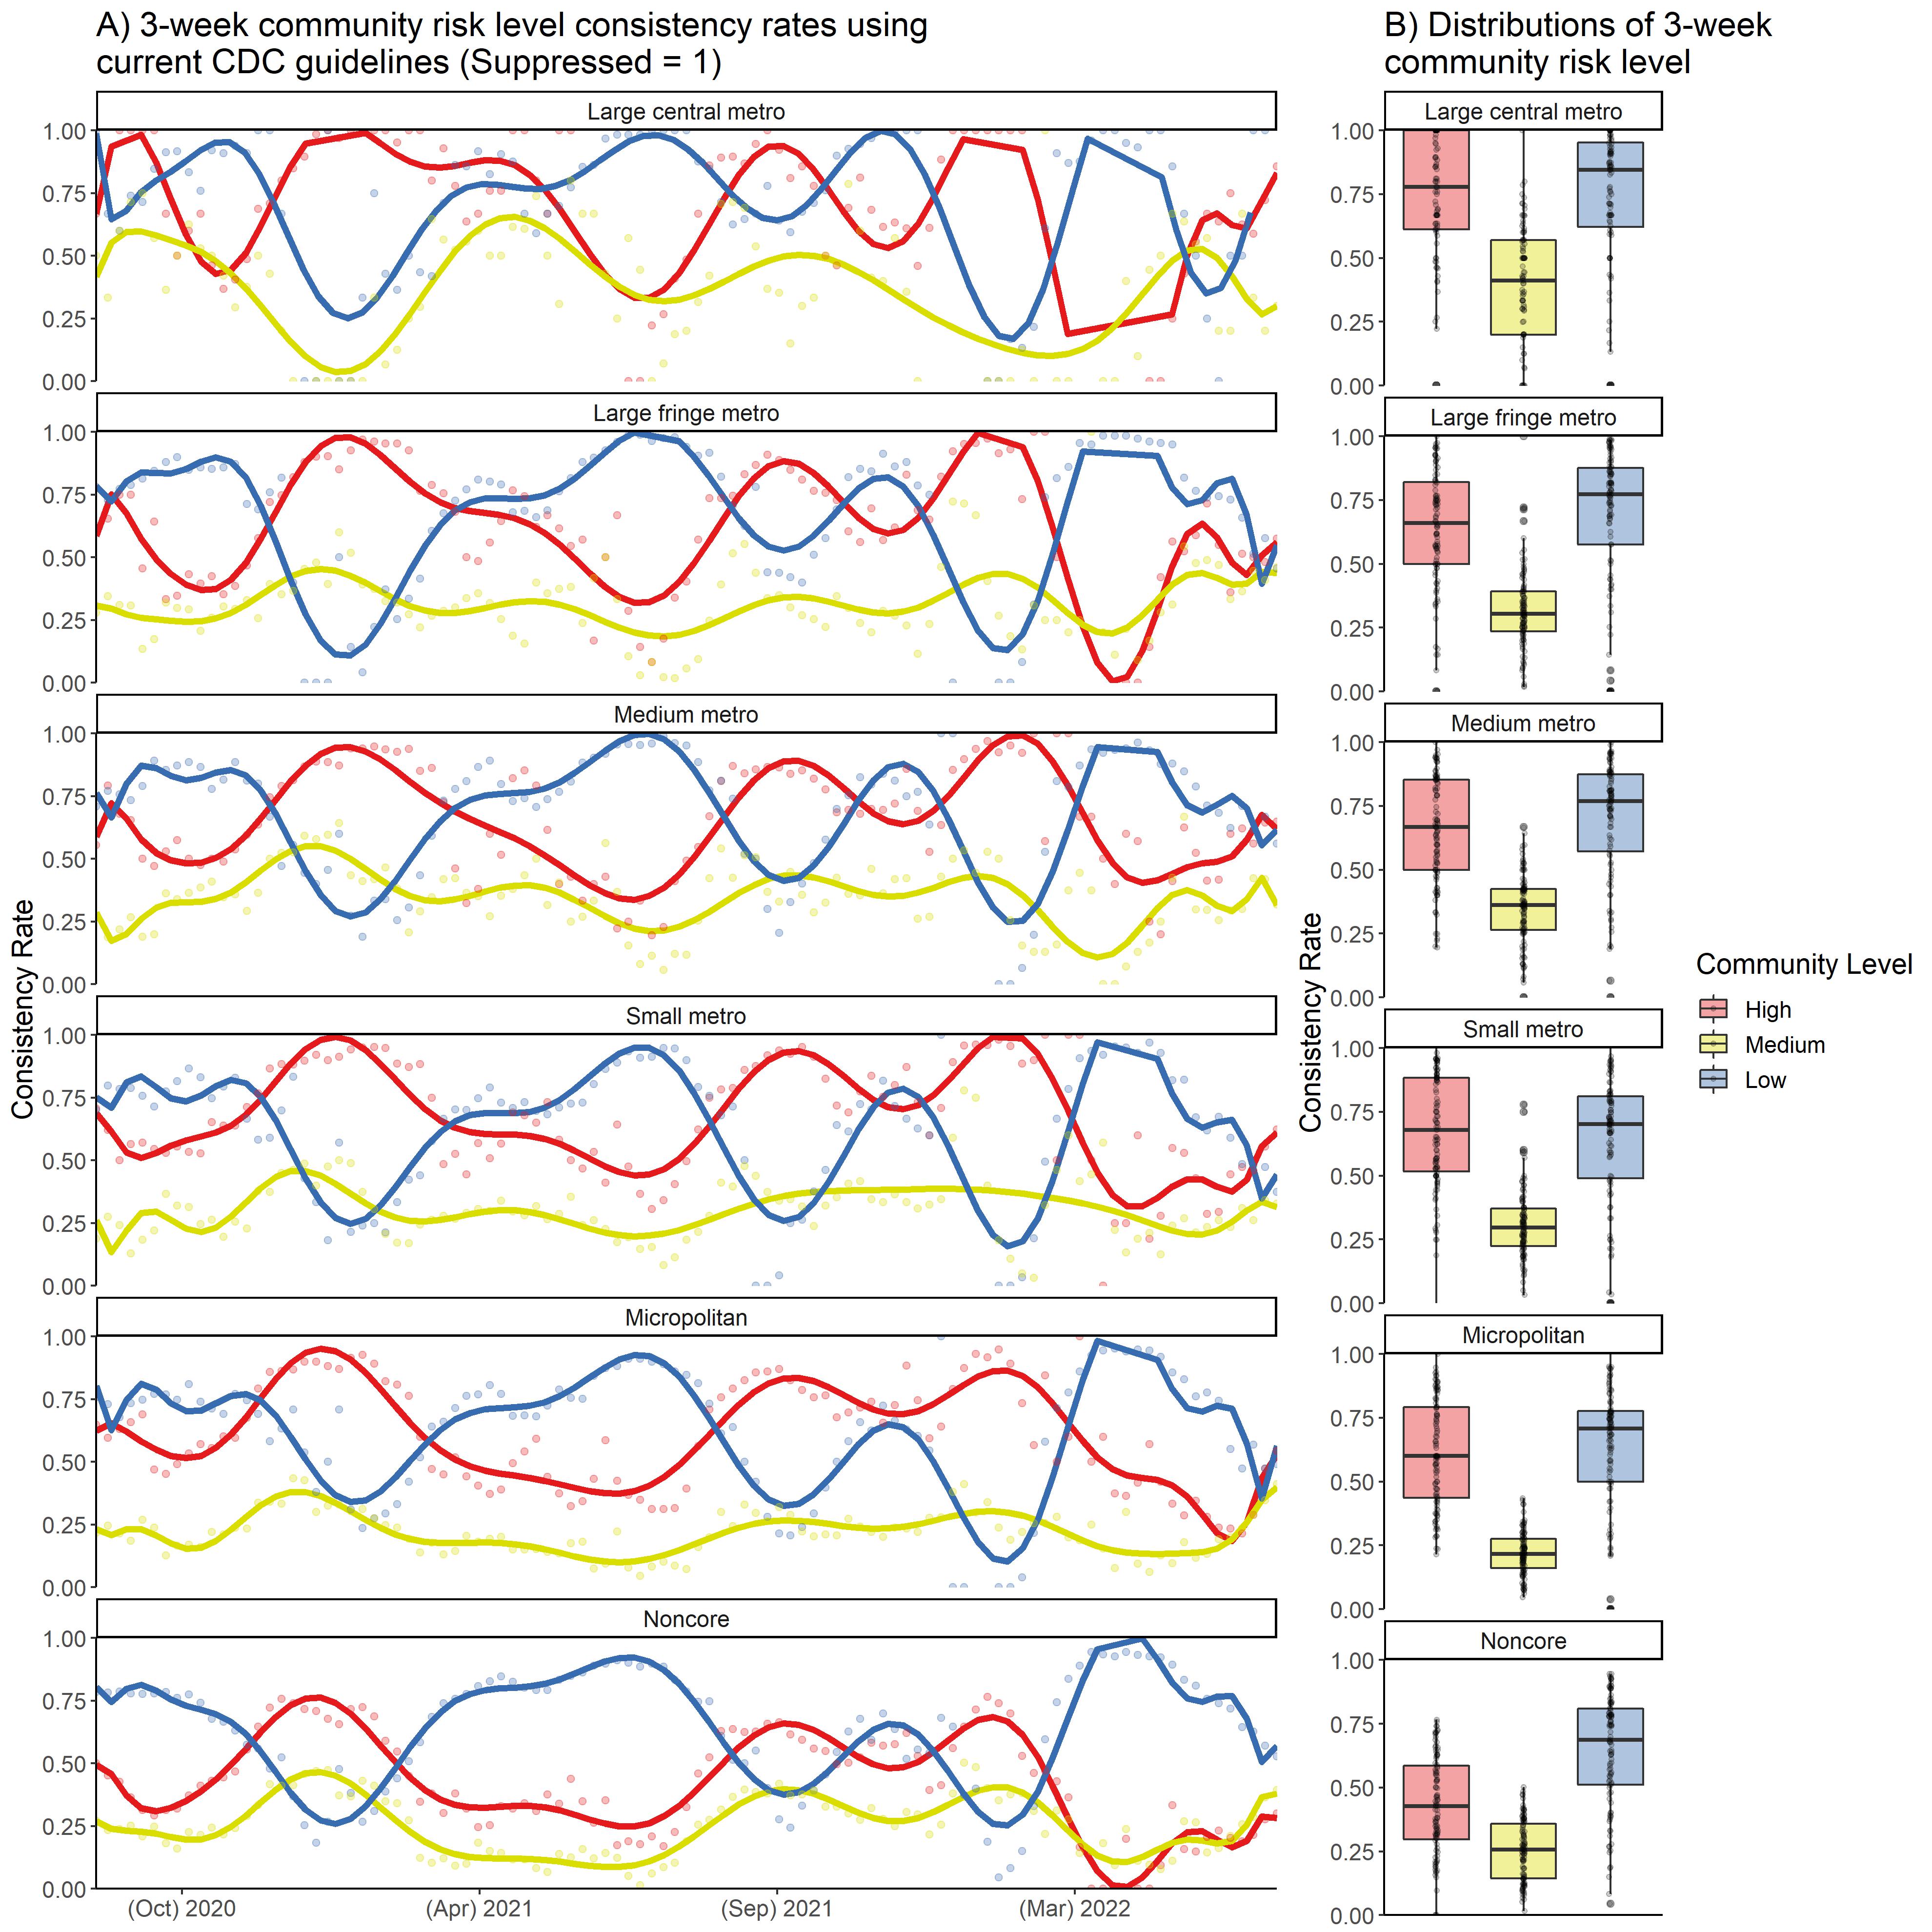 A) 3-week community risk level consistency rates using
current CDC guidelines (Suppressed = 1)
Consistency Rate
Large central metro
1.00
0.75
0.50
0.25
0.00
Large fringe metro
1.00
0.75
0.50
0.25
0.00
Medium metro
1.00
0.75
0.50
0.25
0.00
Small metro
1.00
0.75
0.50
0.25
0.00
Micropolitan
1.00
0.75
0.50
0.25
0.00
Noncore
1.00
0.75
0.50
0.25
0.00
(Oct) 2020
(Apr) 2021
(Sep) 2021
(Mar) 2022
B) Distributions of 3-week
community risk level
Consistency Rate
Large central metro
1.00
0.75
0.50
0.25
0.00
Large fringe metro
1.00
0.75
0.50
0.25
0.00
Medium metro
1.00
0.75
0.50
0.25
0.00
Small metro
1.00
0.75
0.50
0.25
0.00
Micropolitan
1.00
0.75
0.50
0.25
0.00
Noncore
1.00
0.75
0.50
0.25
0.00
Community Level
High
Medium
Low